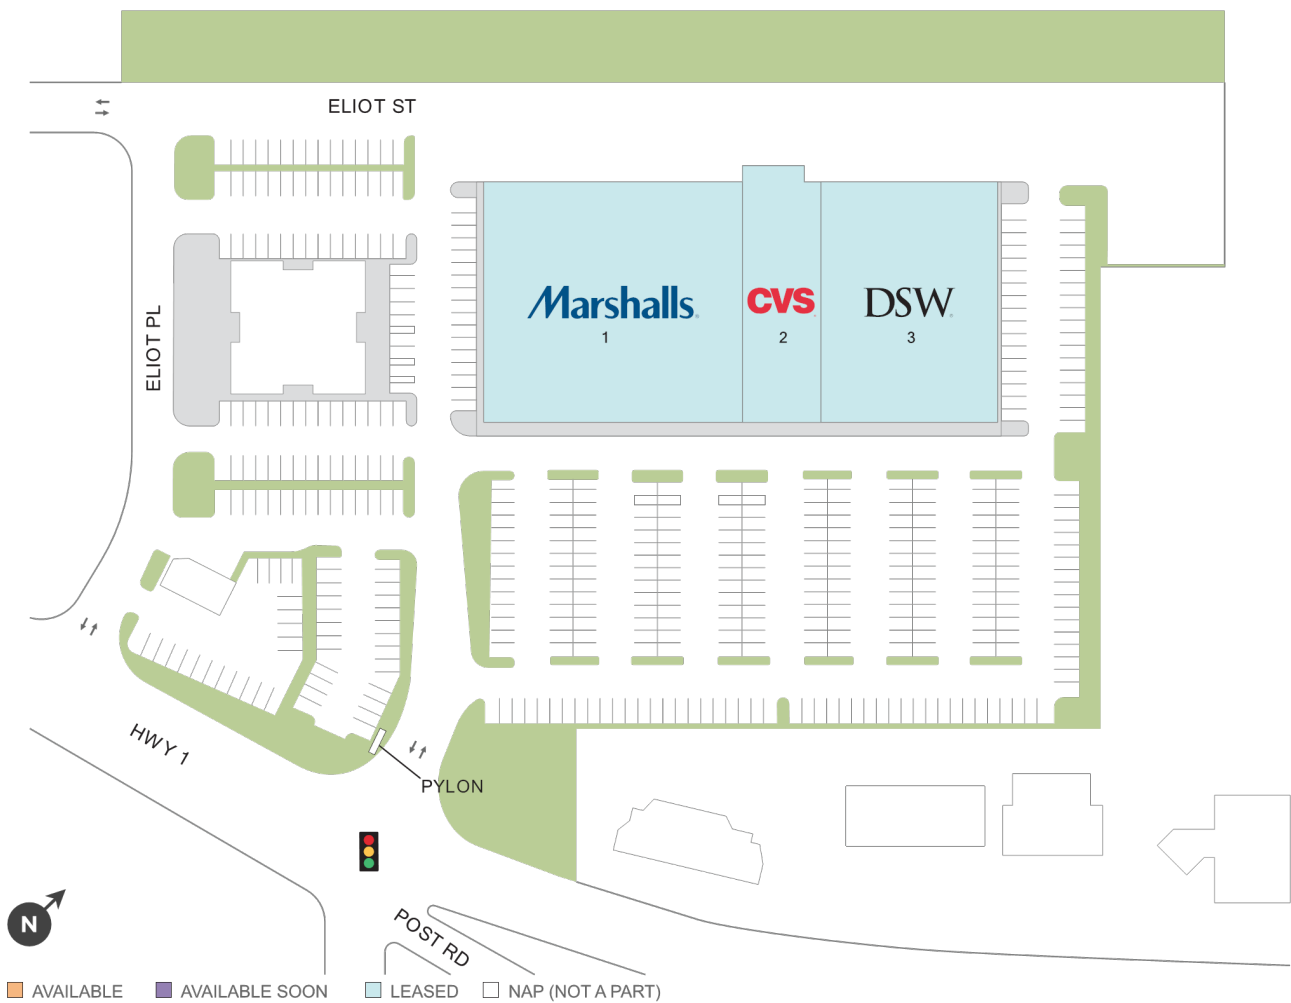 ELIOT ST
ELIOT PL
Marshalls
1
CVS
2
DSW
3
HWY 1
PYLON
POST RD
N
AVAILABLE
AVAILABLE SOON
LEASED
NAP (NOT A PART)